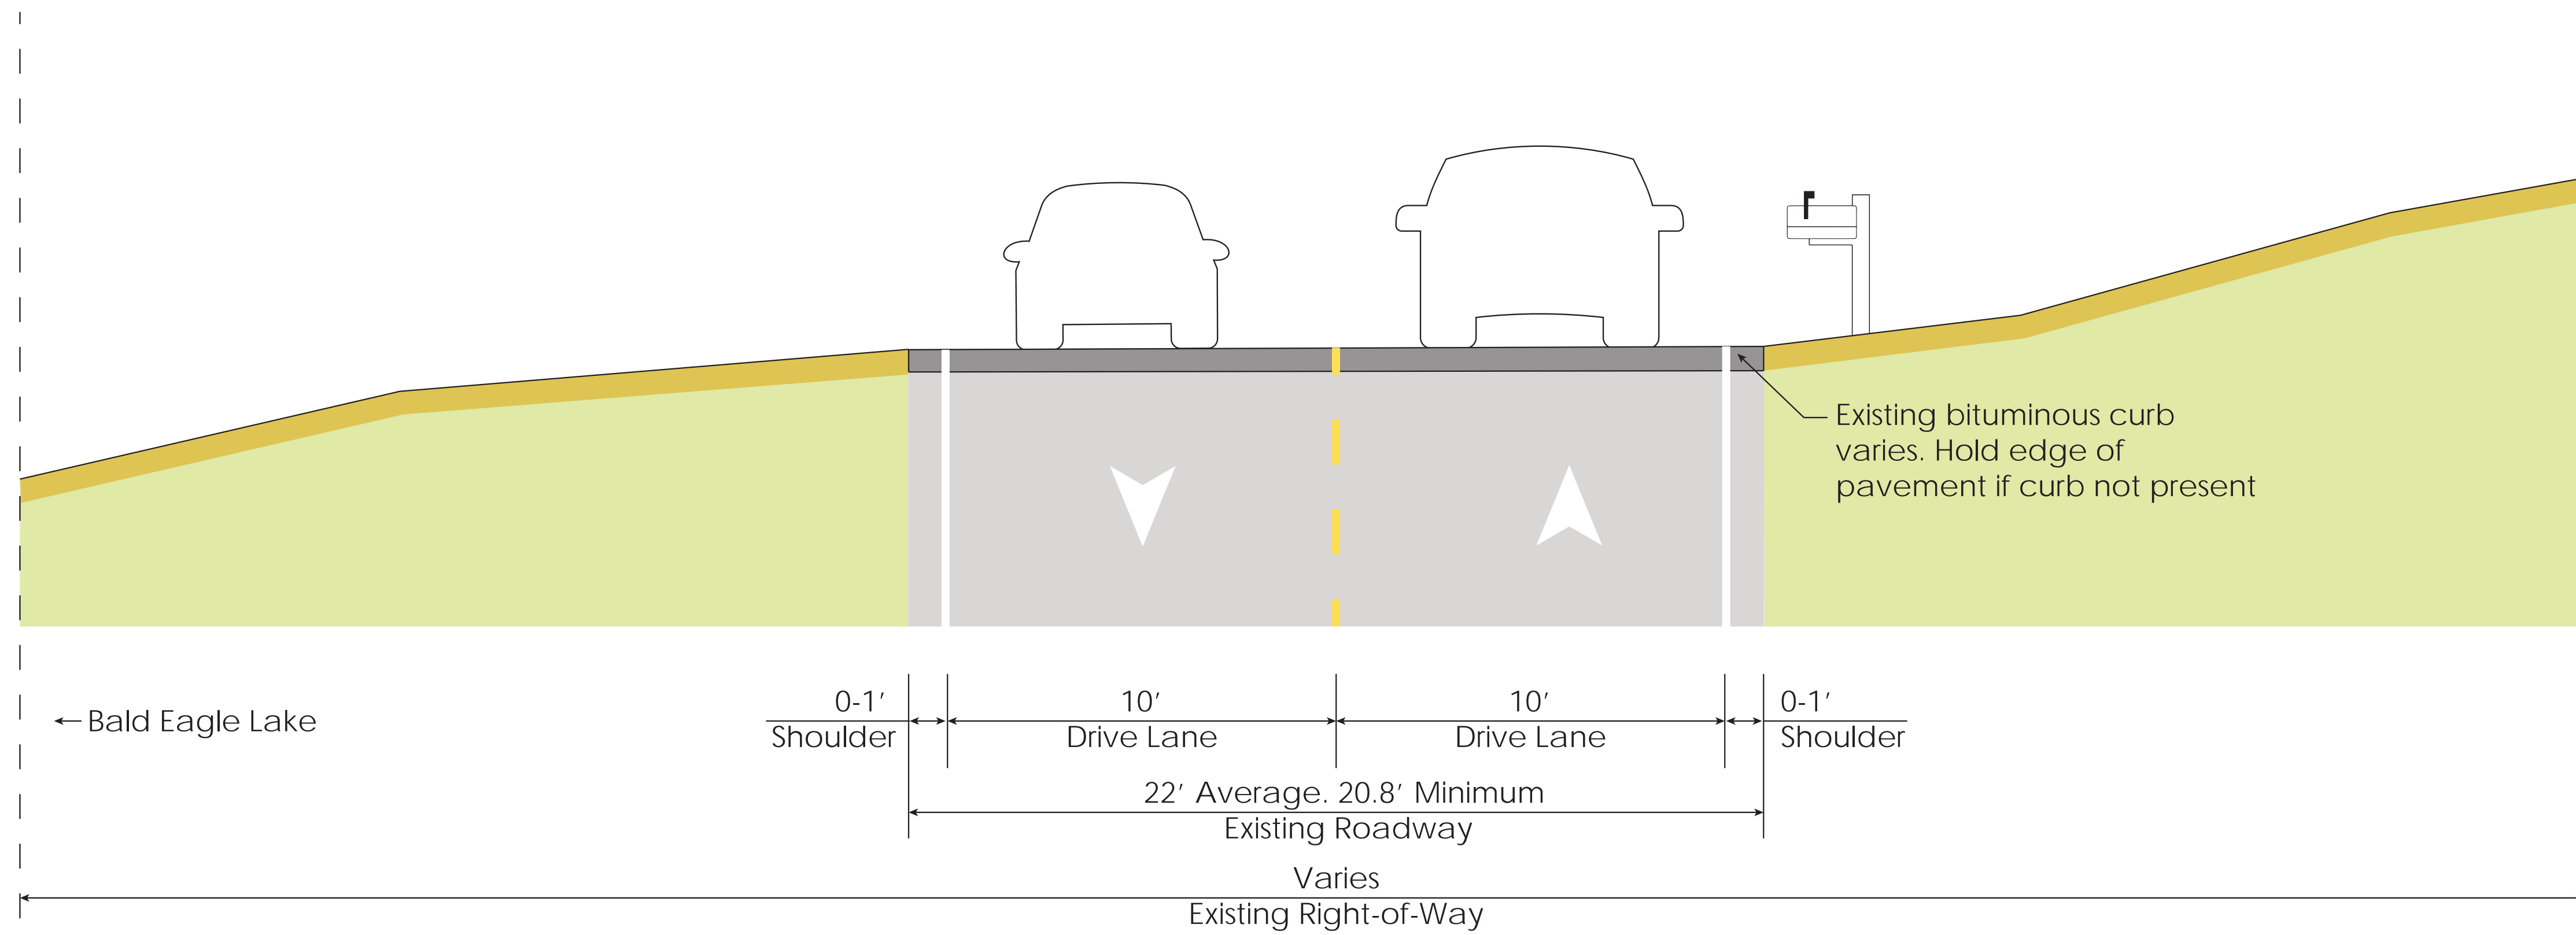 Existing bituminous curb
varies. Hold edge of
pavement if curb not present
Bald Eagle Lake
0-1'
Shoulder
10'
Drive Lane
10'
Drive Lane
0-1'
Shoulder
22' Average. 20.8' Minimum
Existing Roadway
Varies
Existing Right-of-Way